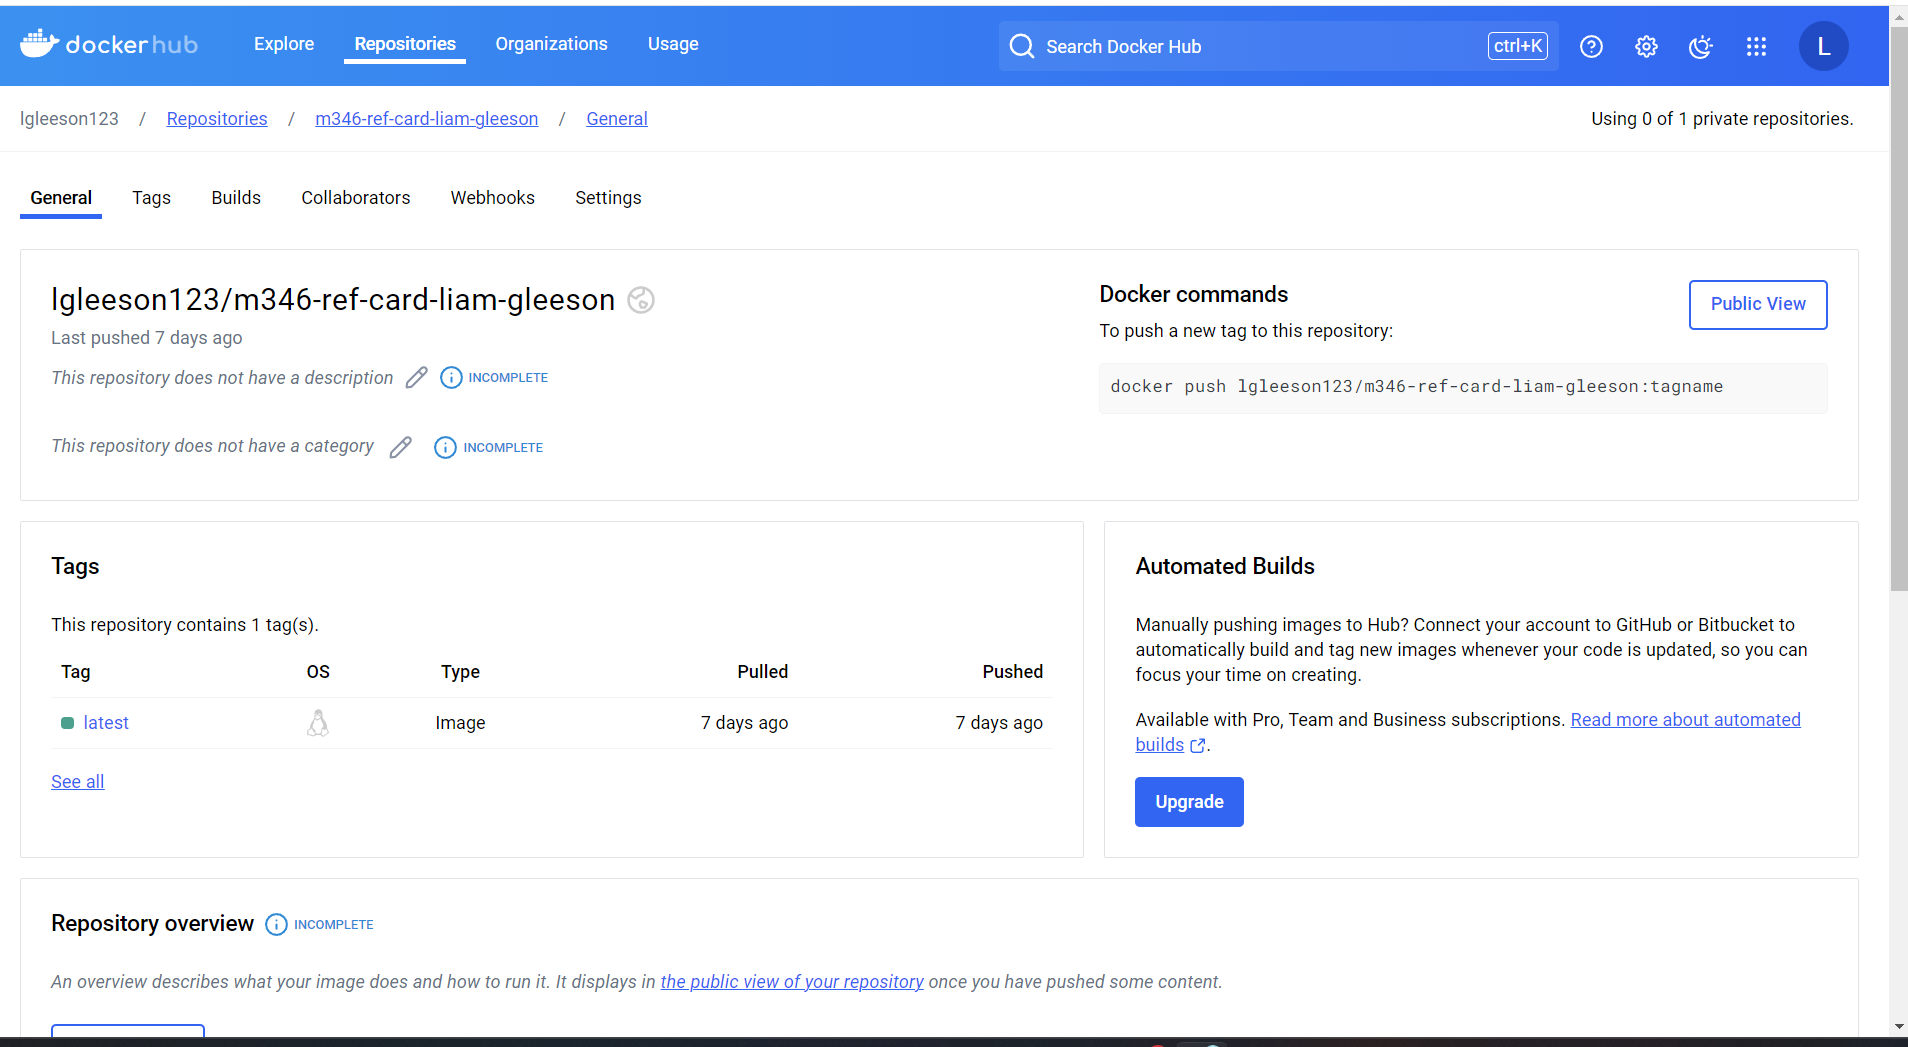 docker hub
Explore
Repositories
Organizations
Usage
Search Docker Hub
ctrl+K
L
lgleeson123 / Repositories / m346-ref-card-liam-gleeson / General
Using 0 of 1 private repositories.
General
Tags
Builds
Collaborators
Webhooks
Settings
lgleeson123/m346-ref-card-liam-gleeson
Last pushed 7 days ago
This repository does not have a description
INCOMPLETE
This repository does not have a category
INCOMPLETE
Docker commands
To push a new tag to this repository:
Public View
docker push lgleeson123/m346-ref-card-liam-gleeson:tagname
Tags
This repository contains 1 tag(s).
Tag OS Type Pulled Pushed
latest Image 7 days ago 7 days ago
See all
Automated Builds
Manually pushing images to Hub? Connect your account to GitHub or Bitbucket to
automatically build and tag new images whenever your code is updated, so you can
focus your time on creating.
Available with Pro, Team and Business subscriptions. Read more about automated
builds .
Upgrade
Repository overview
INCOMPLETE
An overview describes what your image does and how to run it. It displays in the public view of your repository once you have pushed some content.